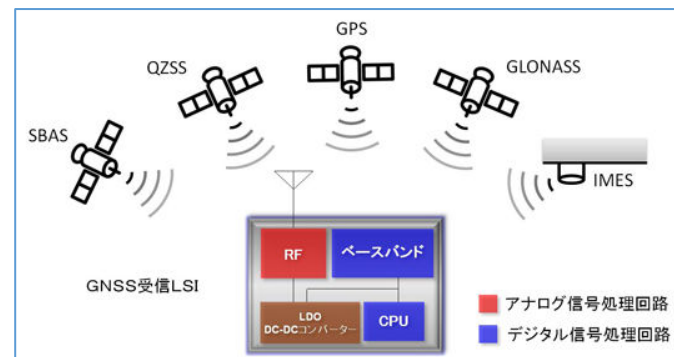 GPS
QZSS
GLONASS
SBAS
IMES
RF
ベースバンド
GNSS受信LSI
LDO
DC-DCコンバーター
CPU
アナログ信号処理回路
デジタル信号処理回路